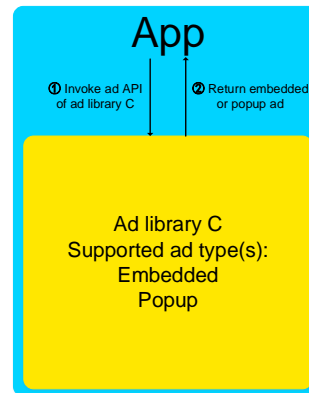 App
① Invoke ad API
of ad library C
② Return embedded
or popup ad
Ad library C
Supported ad type(s):
Embedded
Popup